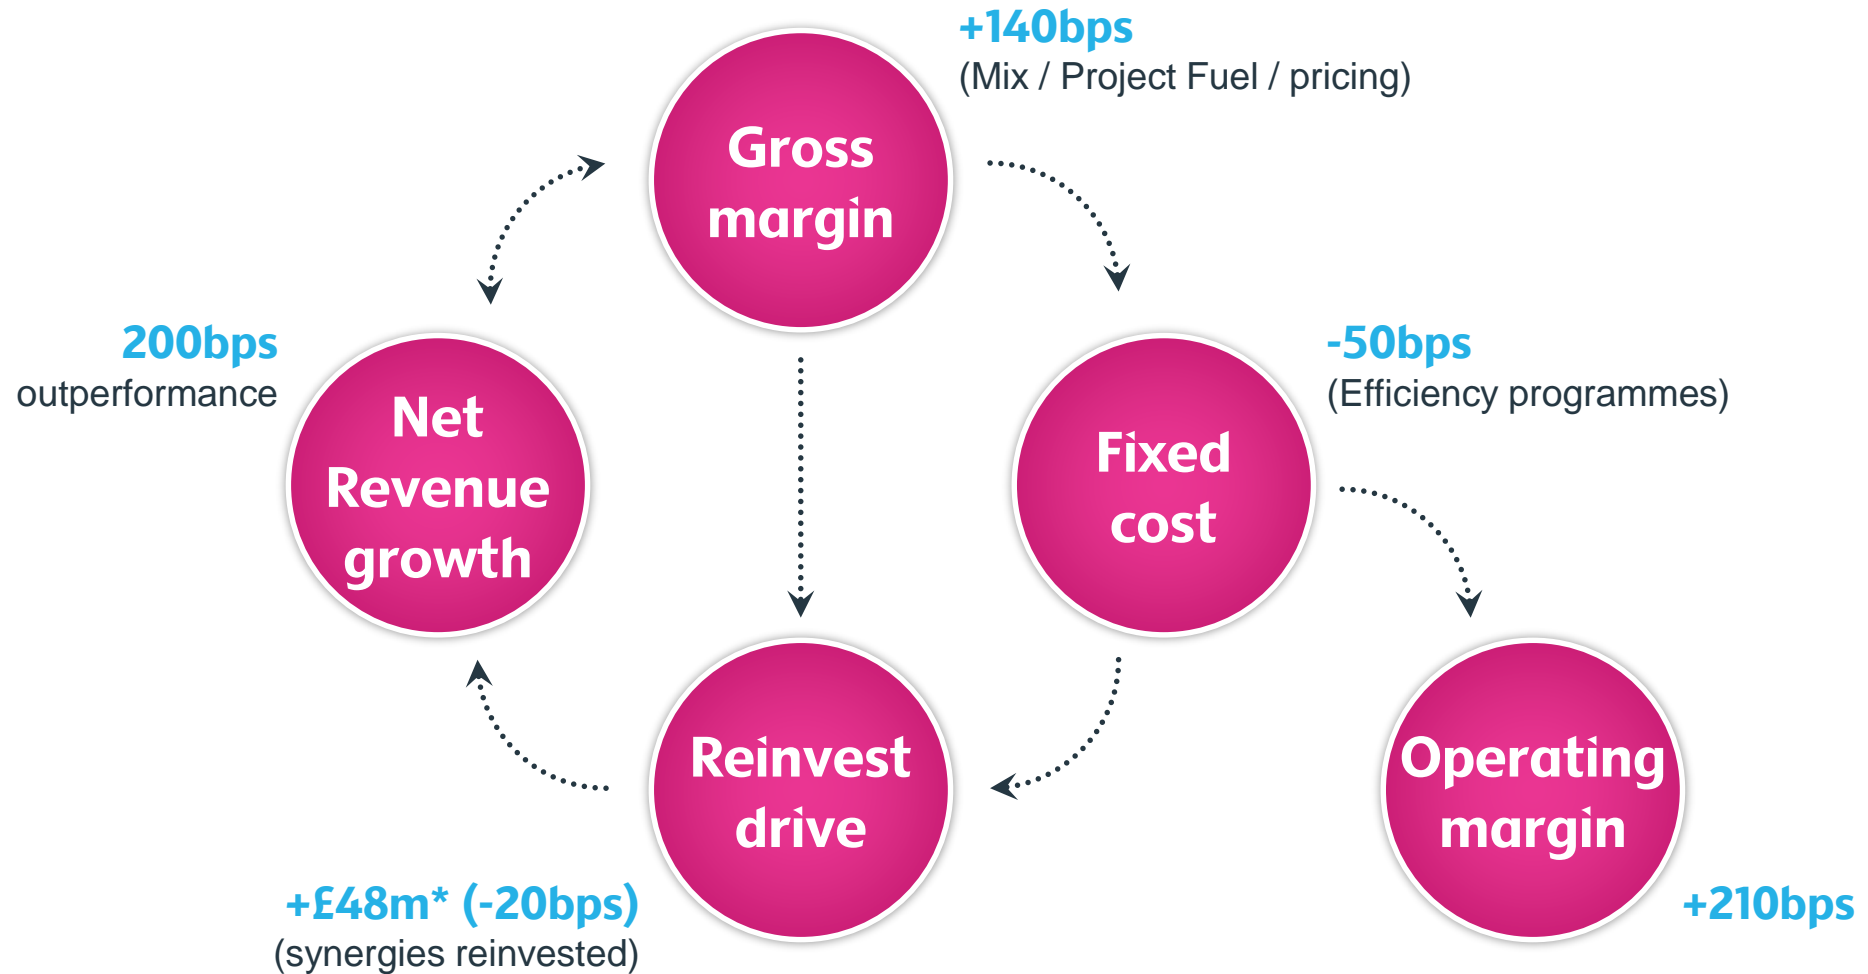 +140bps
(Mix / Project Fuel / pricing)
Gross
margin
200bps
outperformance
Net
Revenue
growth
-50bps
(Efficiency programmes)
Fixed
cost
Reinvest
drive
+£48m* (-20bps)
(synergies reinvested)
Operating
margin
+210bps